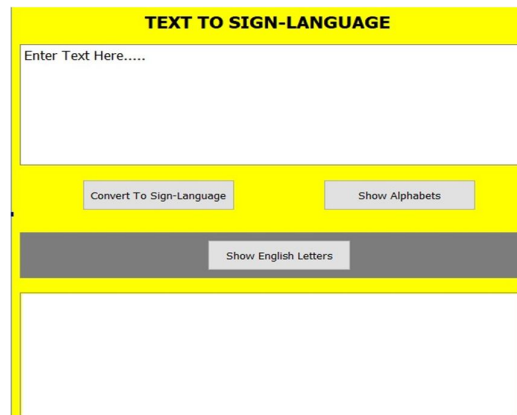 TEXT TO SIGN-LANGUAGE
Enter Text Here.....
Convert To Sign-Language
Show Alphabets
Show English Letters